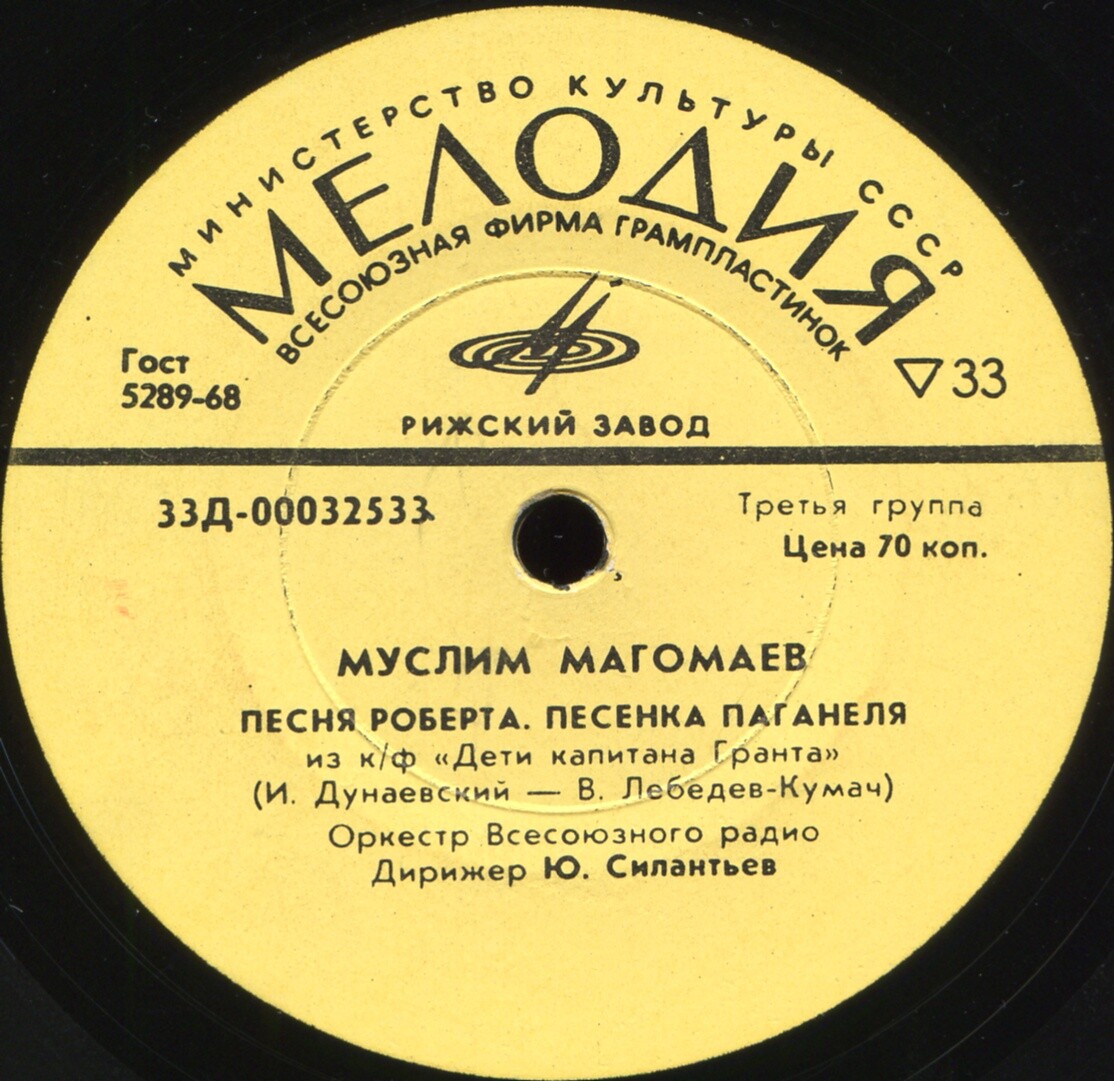 МИНИСТЕРСТВО КУЛЬТУРЫ СССР
МЕЛОДИЯ
ВСЕСОЮЗНАЯ ФИРМА ГРАМПЛАСТИНОК
Гост
5289-68
33
РИЖСКИЙ ЗАВОД
33Д-00032533
Третья группа
Цена 70 коп.
МУСЛИМ МАГОМАЕВ
ПЕСНЯ РОБЕРТА. ПЕСЕНКА ПАГАНЕЛЯ
из к/ф «Дети капитана Гранта»
(И. Дунаевский — В. Лебедев-Кумач)
Оркестр Всесоюзного радио
Дирижер Ю. Силантьев